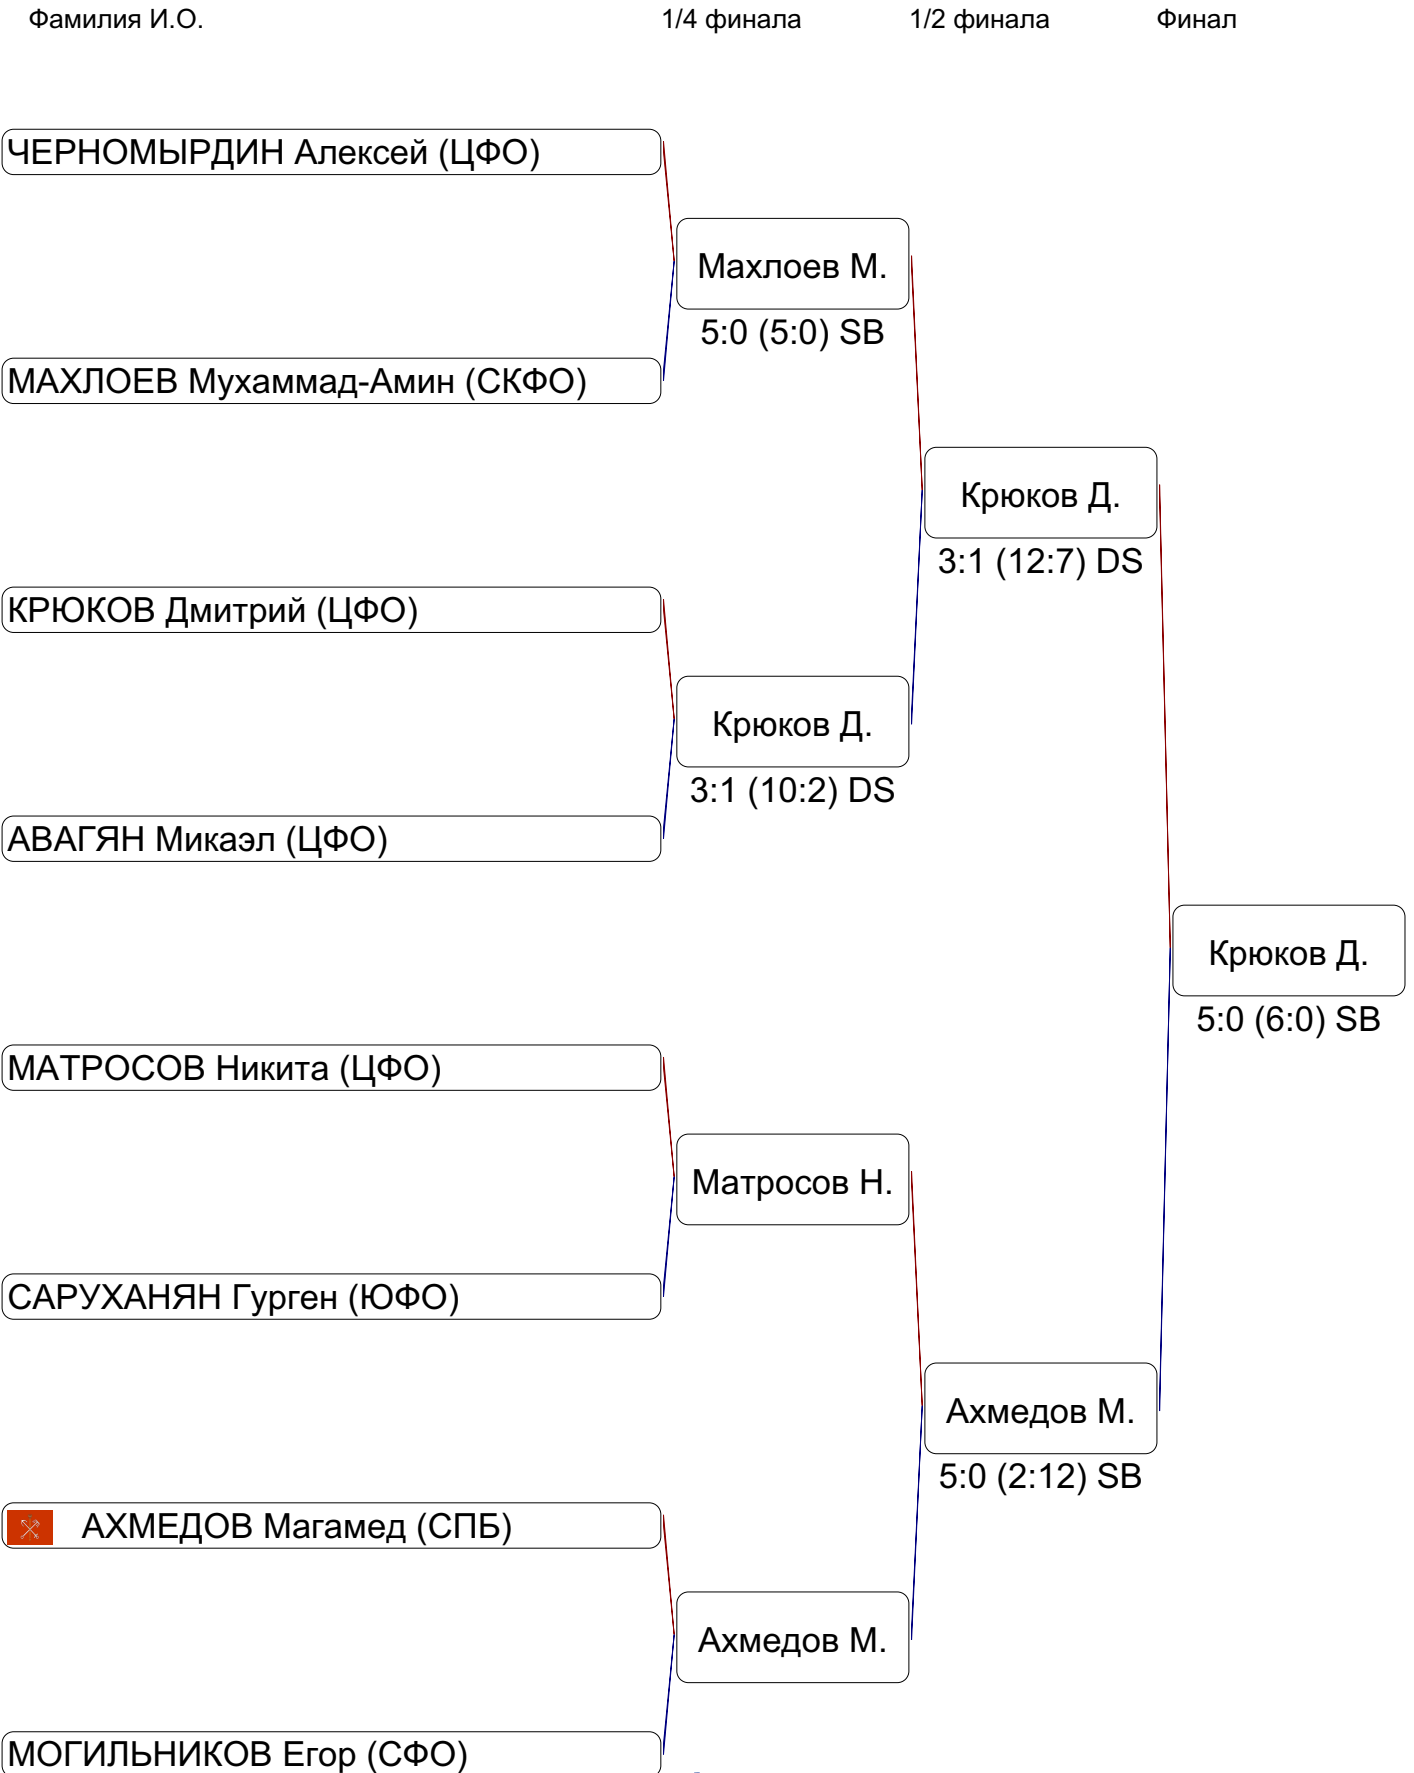 Фамилия И.О. 1/4 финала 1/2 финала Финал
ЧЕРНОМЫРДИН Алексей (ЦФО)
Махлоев М.
5:0 (5:0) SB
МАХЛОЕВ Мухаммад-Амин (СКФО)
Крюков Д.
3:1 (12:7) DS
КРЮКОВ Дмитрий (ЦФО)
Крюков Д.
3:1 (10:2) DS
АВАГЯН Микаэл (ЦФО)
Крюков Д.
5:0 (6:0) SB
МАТРОСОВ Никита (ЦФО)
Матросов Н.
САРУХАНЯН Гурген (ЮФО)
Ахмедов М.
5:0 (2:12) SB
АХМЕДОВ Магамед (СПБ)
Ахмедов М.
МОГИЛЬНИКОВ Егор (СФО)